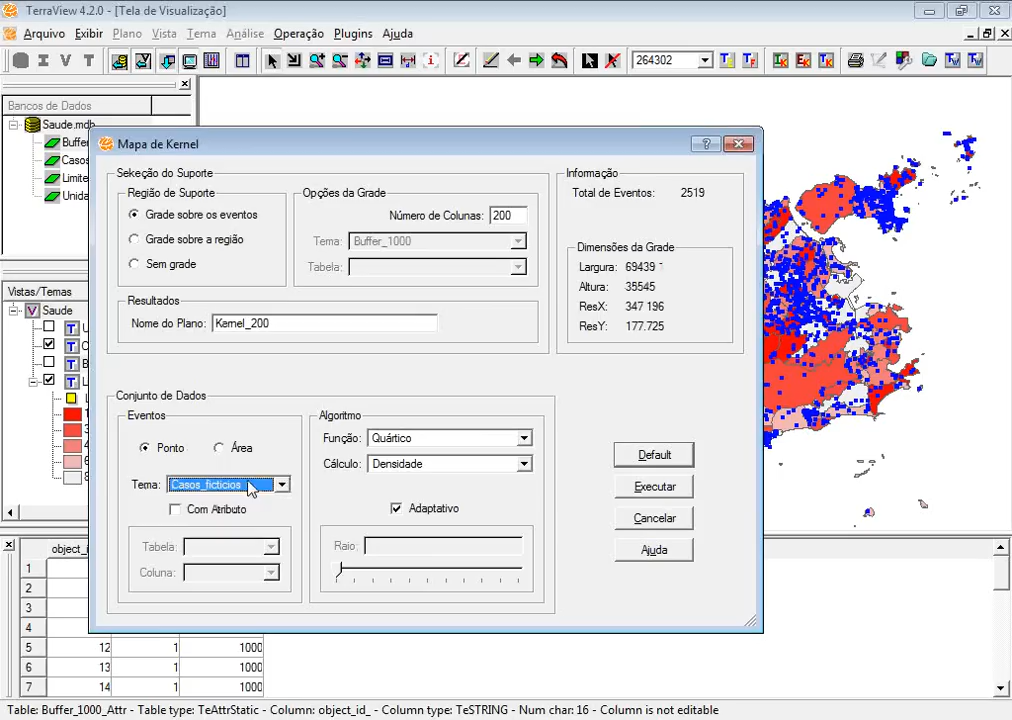 TerraView 4.2.0 - [Tela de Visualização]
Arquivo Exibir Plano Vista Tema Análise Operação Plugins Ajuda
264302
Bancos de Dados
Saude.mdb
Buffer
Casos
Limite
Unida
Vistas/Temas
Saude
Mapa de Kernel
Sekeção do Suporte
Região de Suporte
Grade sobre os eventos
Grade sobre a região
Sem grade
Opções da Grade
Número de Colunas: 200
Tema: Buffer_1000
Tabela:
Resultados
Nome do Plano: Kernel_200
Informação
Total de Eventos: 2519
Dimensões da Grade
Largura: 69439
Altura: 35545
ResX: 347 196
ResY: 177.725
Conjunto de Dados
Eventos
Ponto Área
Tema: Casos_ficticios
Com Atributo
Tabela:
Coluna:
Algoritmo
Função: Quártico
Cálculo: Densidade
Adaptativo
Raio:
Default
Executar
Cancelar
Ajuda
object_i
1
2
3
4
5 12 1 1000
6 13 1 1000
7 14 1 1000
Table: Buffer_1000_Attr - Table type: TeAttrStatic - Column: object_id_ - Column type: TeSTRING - Num char: 16 - Column is not editable